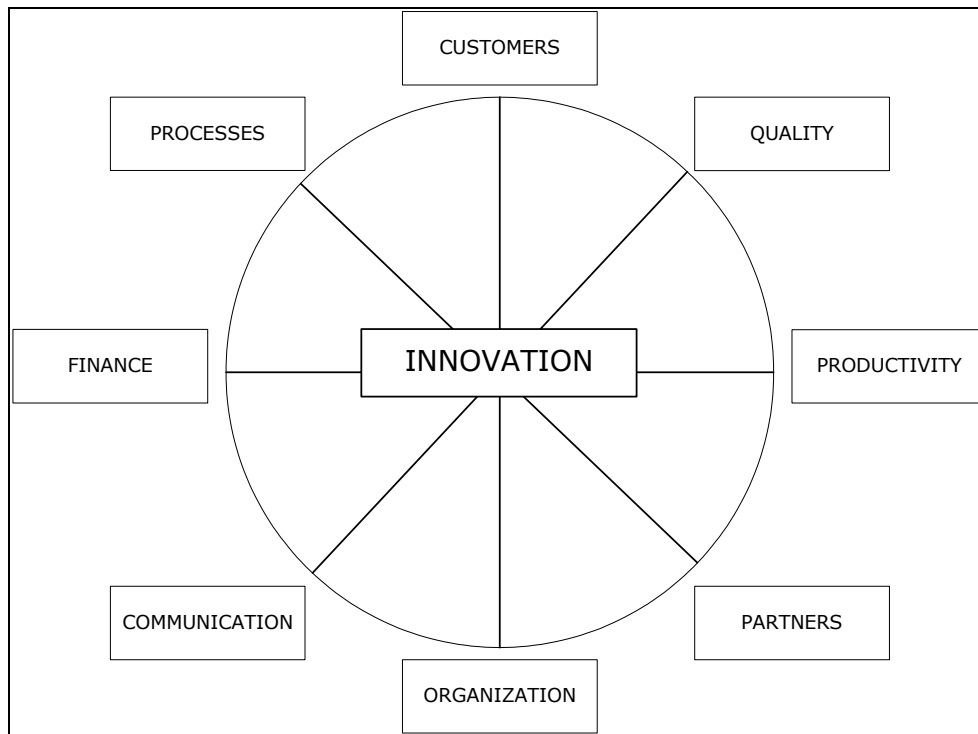 CUSTOMERS
PROCESSES
QUALITY
FINANCE
INNOVATION
PRODUCTIVITY
COMMUNICATION
PARTNERS
ORGANIZATION